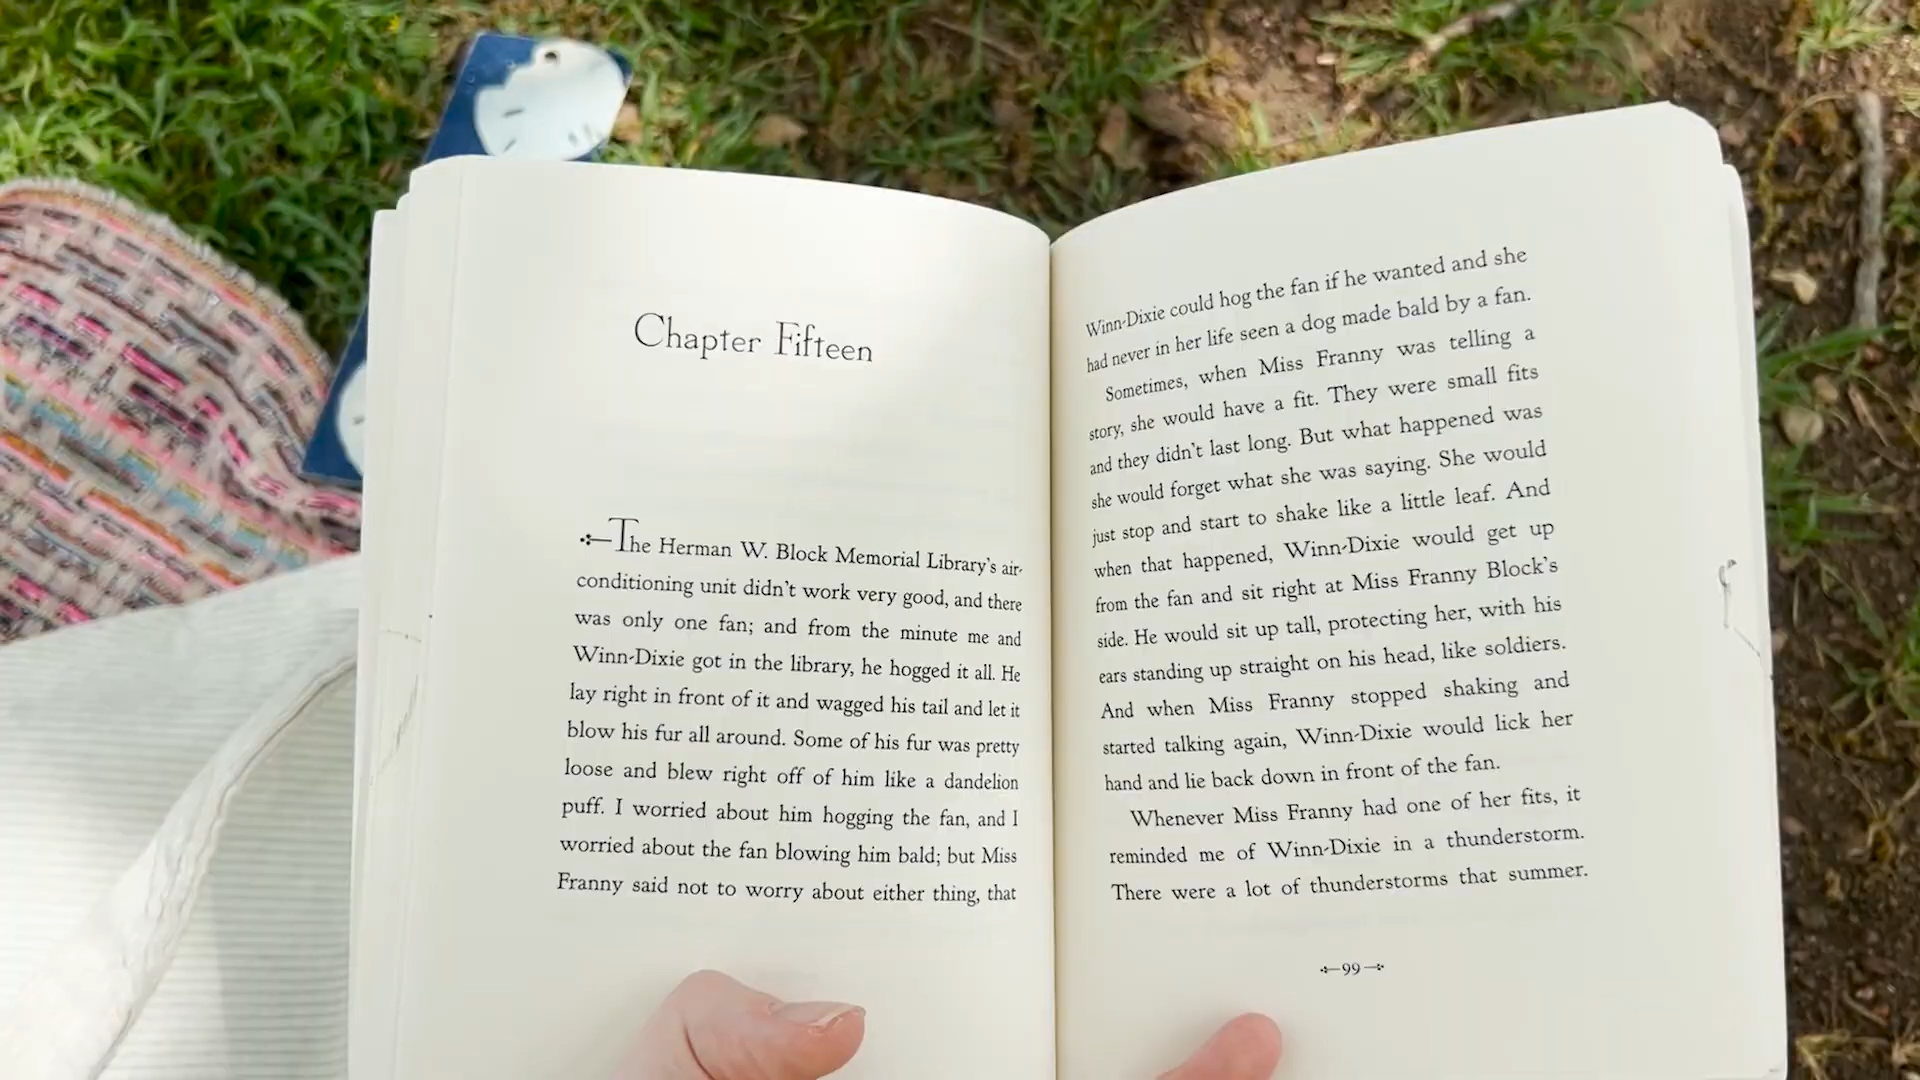 Chapter Fifteen
The Herman W. Block Memorial Library's air-
conditioning unit didn't work very good, and there
was only one fan; and from the minute me and
Winn-Dixie got in the library, he hogged it all. He
lay right in front of it and wagged his tail and let it
blow his fur all around. Some of his fur was pretty
loose and blew right off of him like a dandelion
puff. I worried about him hogging the fan, and I
worried about the fan blowing him bald; but Miss
Franny said not to worry about either thing, that
Winn-Dixie could hog the fan if he wanted and she
had never in her life seen a dog made bald by a fan.
Sometimes, when Miss Franny was telling a
story, she would have a fit. They were small fits
and they didn't last long. But what happened was
she would forget what she was saying. She would
just stop and start to shake like a little leaf. And
when that happened, Winn-Dixie would get up
from the fan and sit right at Miss Franny Block's
side. He would sit up tall, protecting her, with his
ears standing up straight on his head, like soldiers.
And when Miss Franny stopped shaking and
started talking again, Winn-Dixie would lick her
hand and lie back down in front of the fan.
Whenever Miss Franny had one of her fits, it
reminded me of Winn-Dixie in a thunderstorm.
There were a lot of thunderstorms that summer.
99